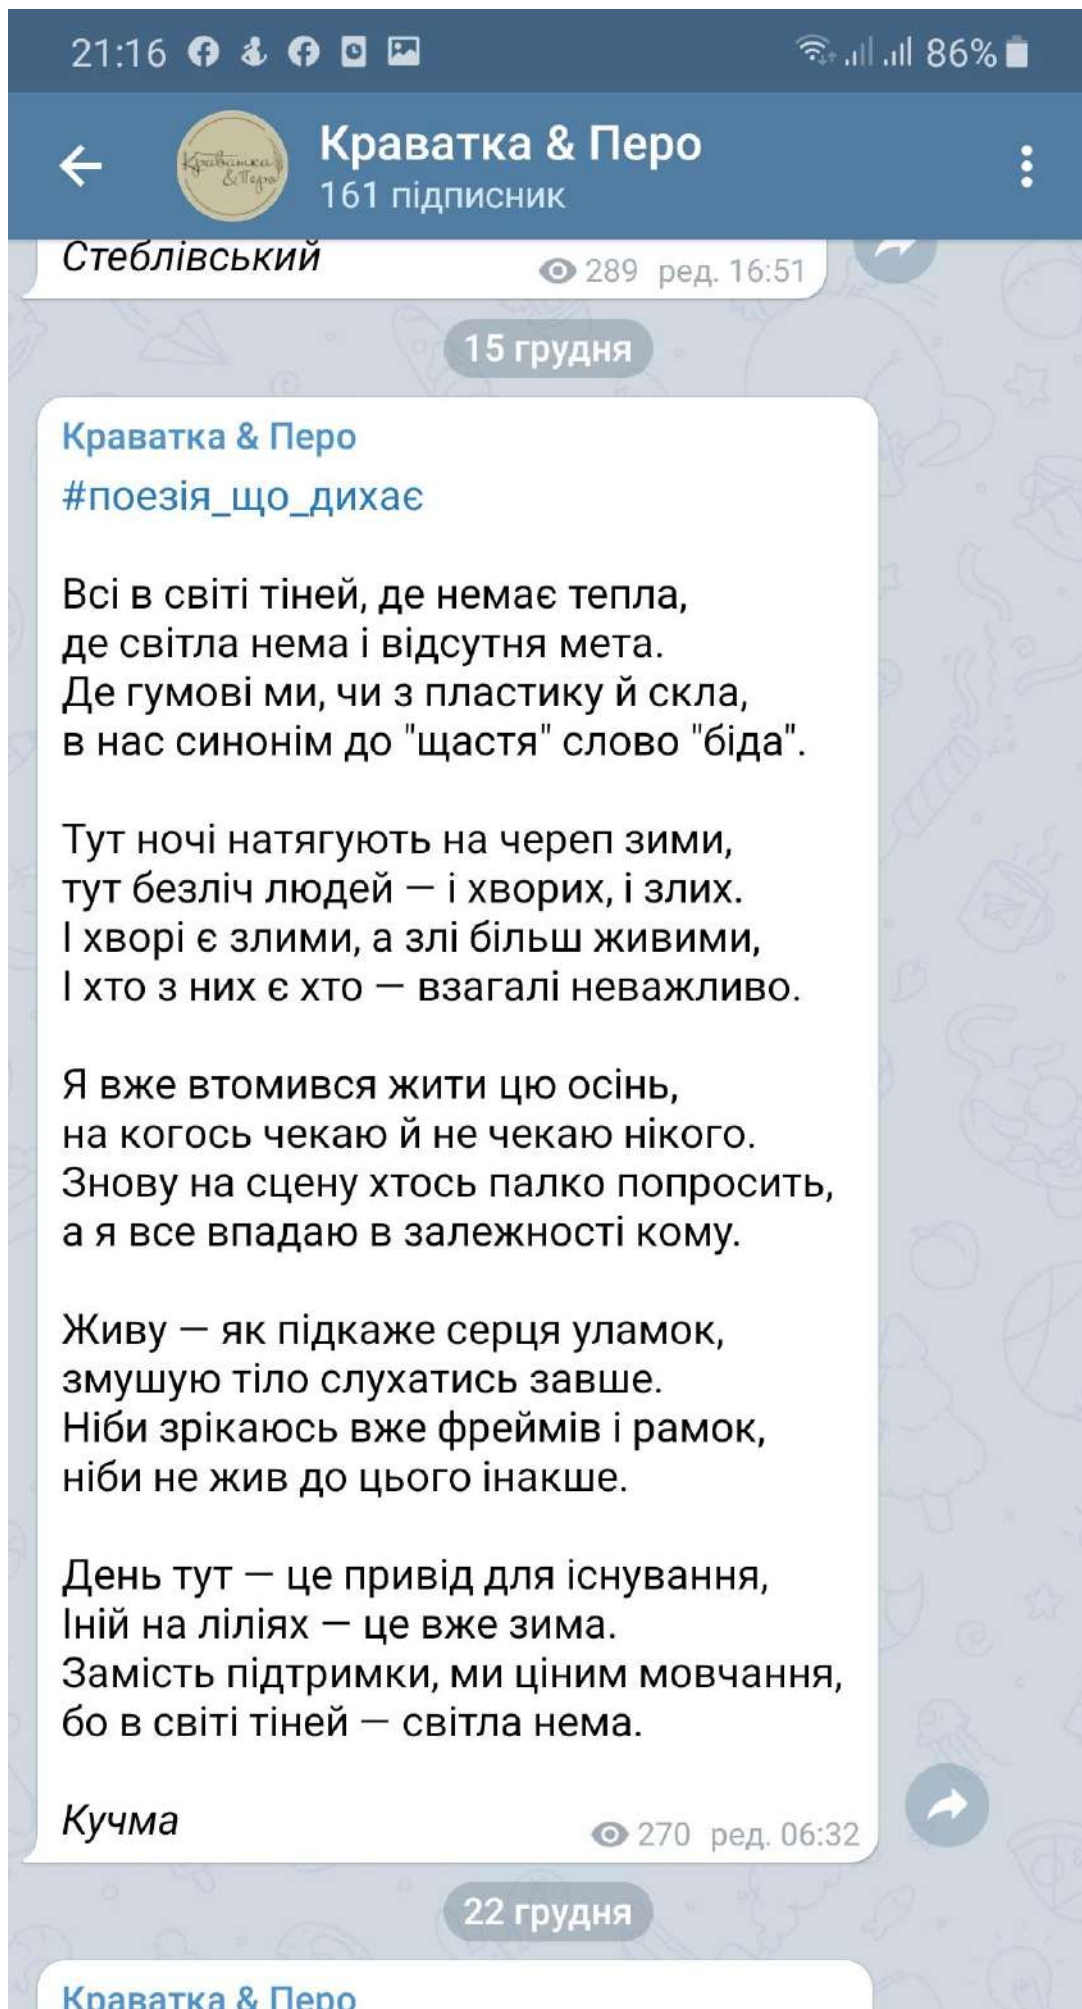 21:16 86%
Краватка & Перо
Краватка & Перо
161 підписник
Стеблівський
289 ред. 16:51
15 грудня
Краватка & Перо
#поезія_що_дихає
Всі в світі тіней, де немає тепла,
де світла нема і відсутня мета.
Де гумові ми, чи з пластику й скла,
в нас синонім до "щастя" слово "біда".
Тут ночі натягують на череп зими,
тут безліч людей — і хворих, і злих.
І хворі є злими, а злі більш живими,
І хто з них є хто — взагалі неважливо.
Я вже втомився жити цю осінь,
на когось чекаю й не чекаю нікого.
Знову на сцену хтось палко попросить,
а я все впадаю в залежності кому.
Живу — як підкаже серця уламок,
змушую тіло слухатись завше.
Ніби зрікаюсь вже фреймів і рамок,
ніби не жив до цього інакше.
День тут — це привід для існування,
Іній на ліліях — це вже зима.
Замість підтримки, ми ціним мовчання,
бо в світі тіней — світла нема.
Кучма
270 ред. 06:32
22 грудня
Краватка & Перо